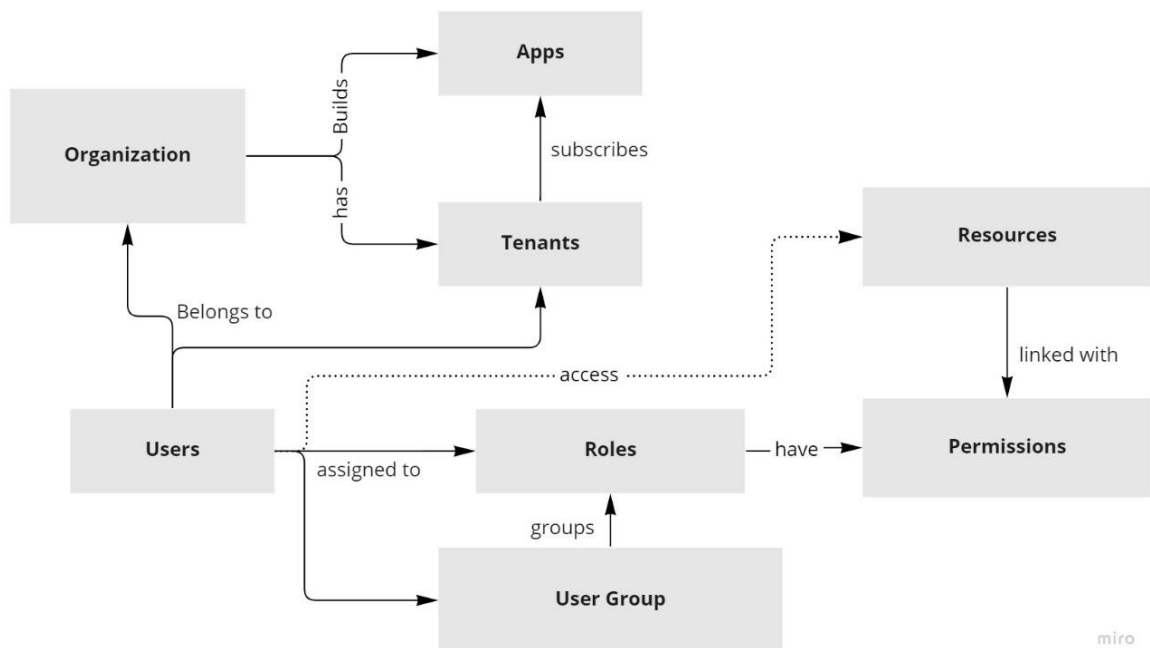 Apps
Builds
Organization
subscribes
has
Resources
Tenants
Belongs to
linked with
access
Users
Roles
have
Permissions
assigned to
groups
User Group
miro